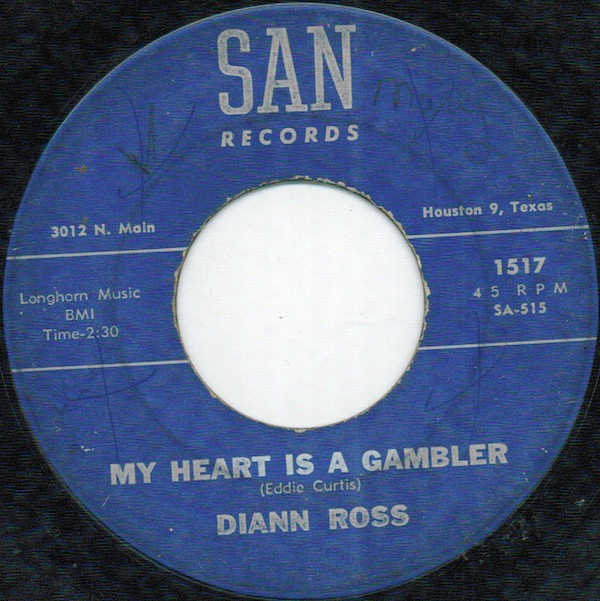 SAN
RECORDS
3012 N. Main
Houston 9, Texas
Longhorn Music
BMI
Time-2:30
1517
45 RPM
SA-515
MY HEART IS A GAMBLER
(Eddie Curtis)
DIANN ROSS